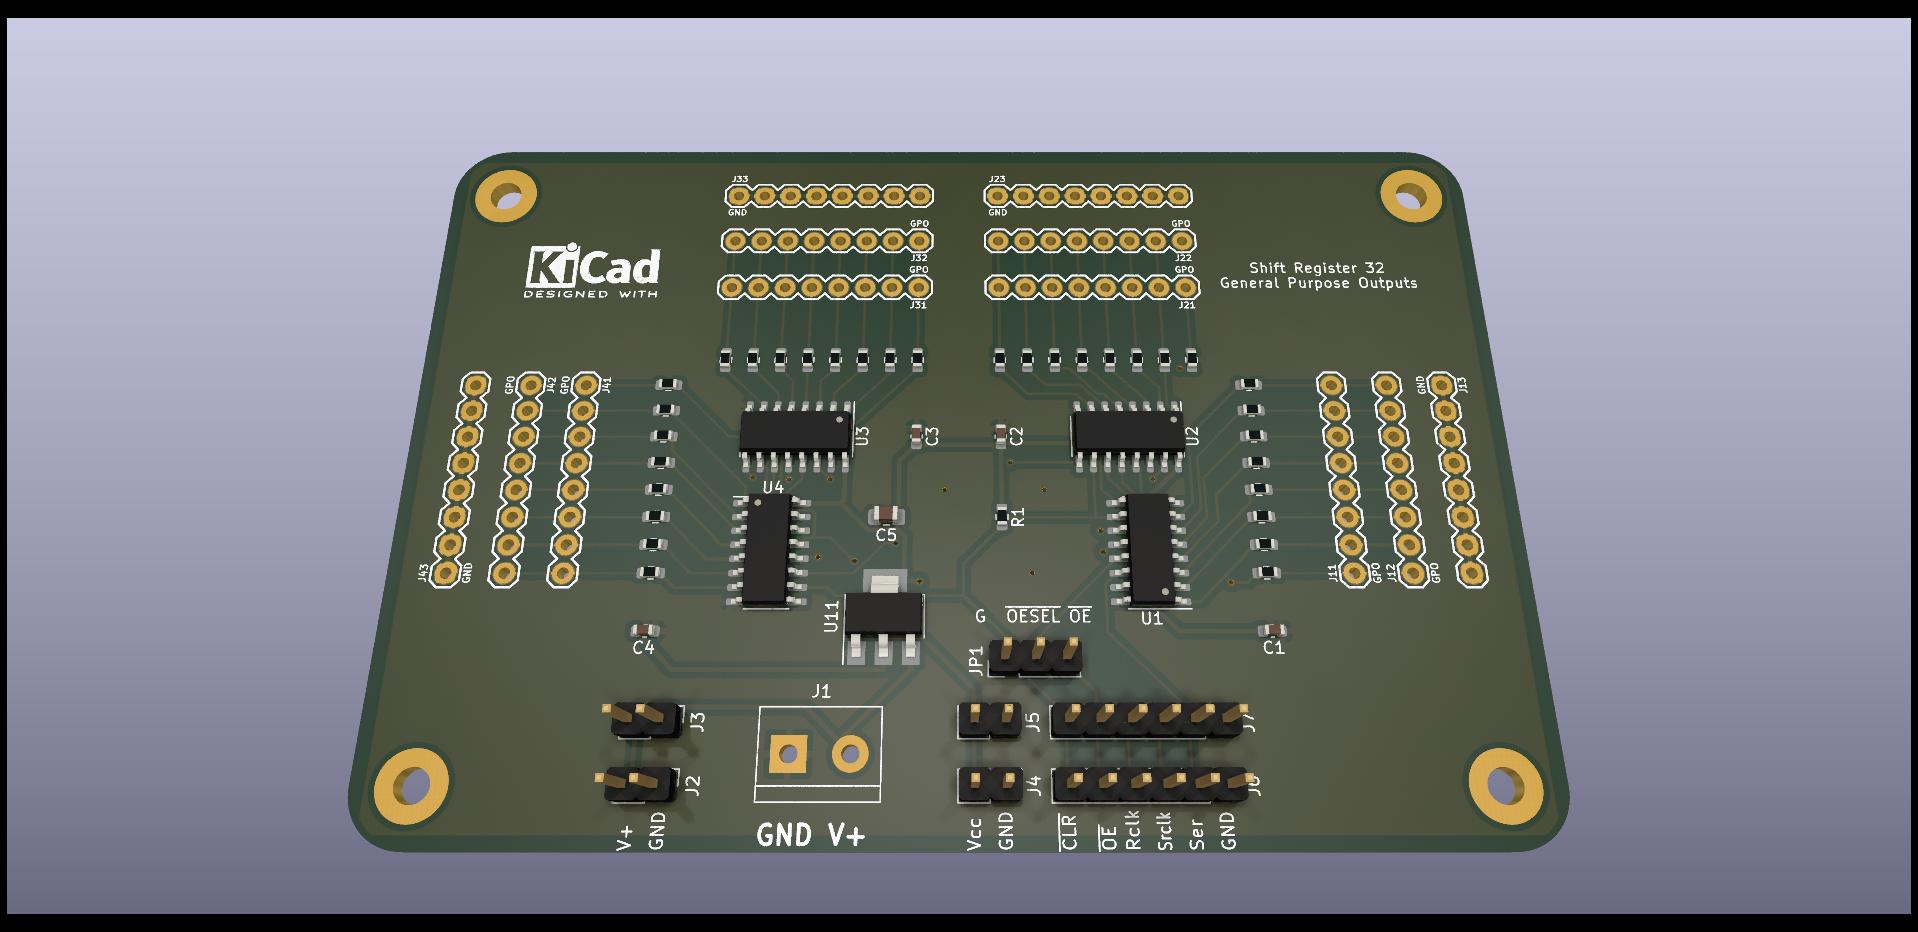 J33
J23
GND
GND
GPO
GPO
KiCad
DESIGNED WITH
J32
J22
GPO
GPO
Shift Register 32
General Purpose Outputs
J31
J21
GPO
J42
GPO
J41
GND
J13
U3
C3
C2
U2
U4
R1
C5
J43
GND
J11
GPO
J12
GPO
U11
G
OESEL
OE
U1
C4
JP1
C1
J1
J3
J5
J7
J2
J4
V+
GND
GND V+
Vcc
GND
CLR
OE
Rclk
Srclk
Ser
GND